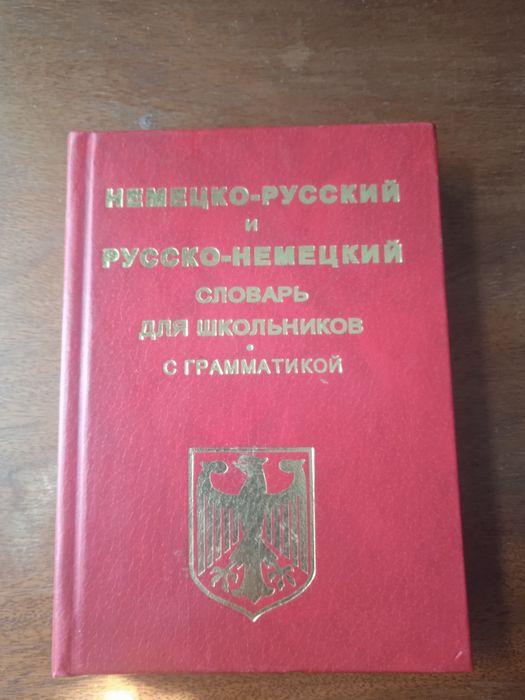 НЕМЕЦКО-РУССКИЙ
И
РУССКО-НЕМЕЦКИЙ
СЛОВАРЬ
ДЛЯ ШКОЛЬНИКОВ
•
С ГРАММАТИКОЙ